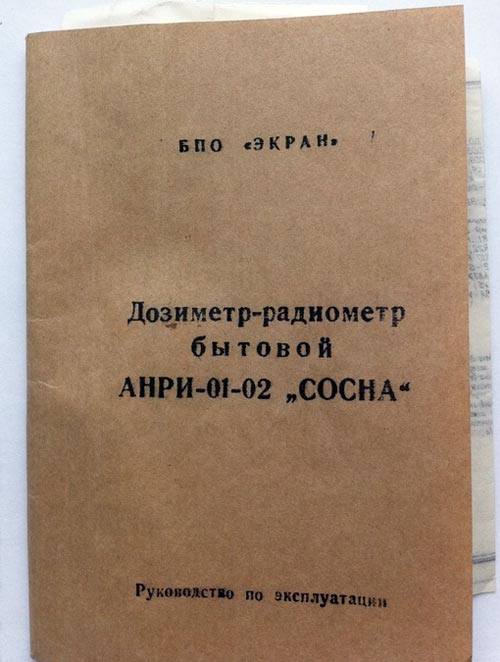 БПО «ЭКРАН»
Дозиметр-радиометр
бытовой
АНРИ-01-02 „СОСНА“
Руководство по эксплуатации